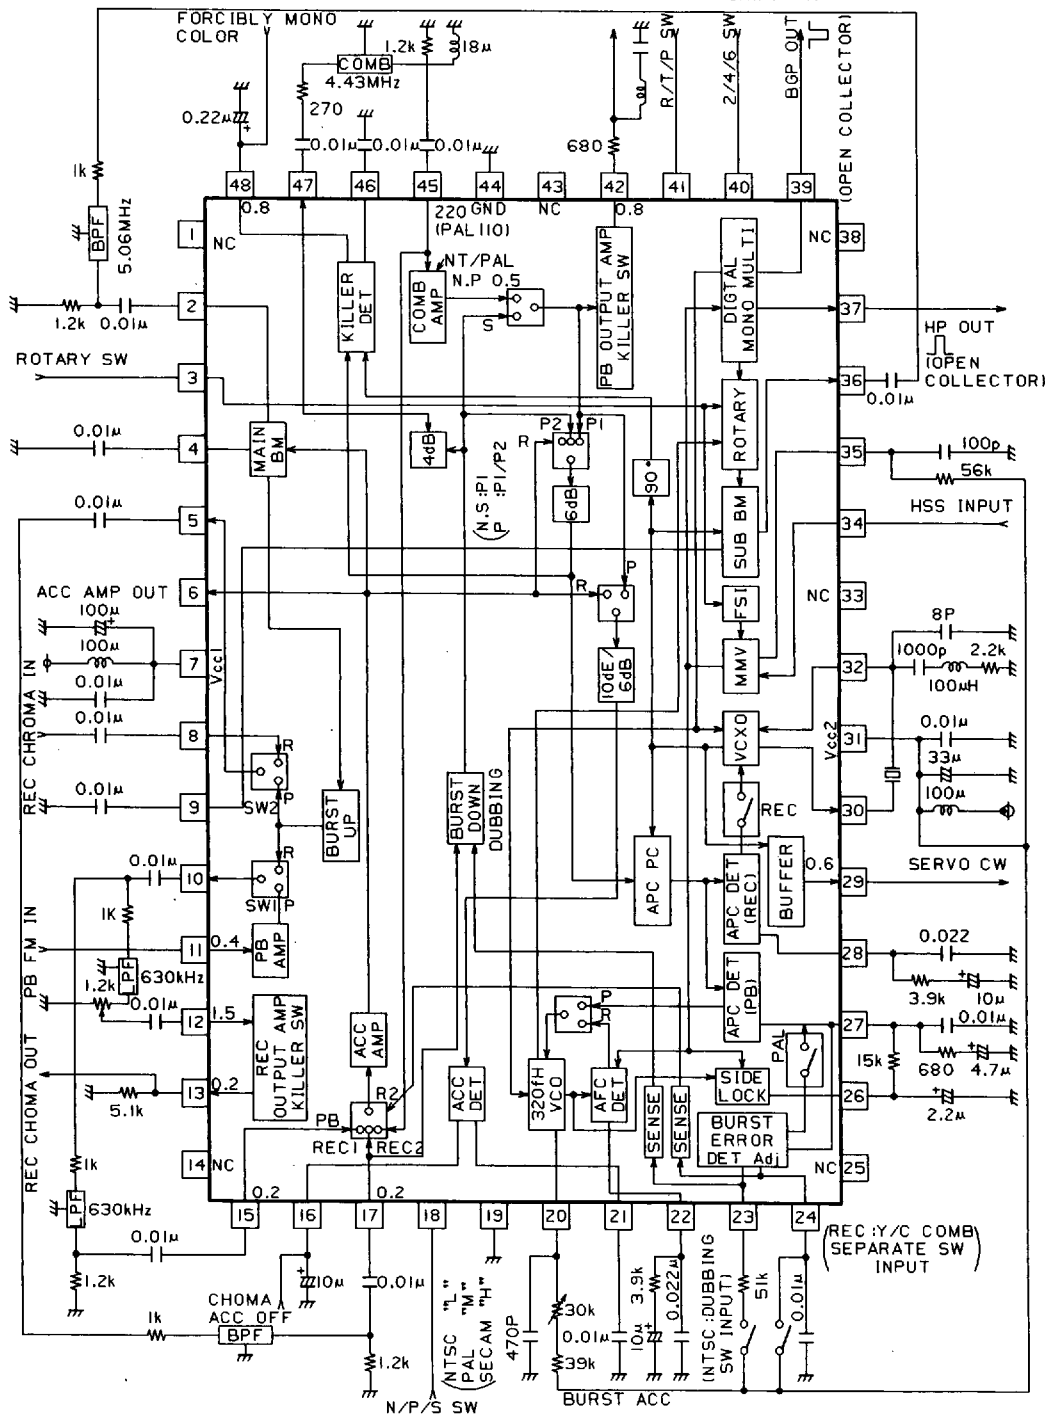 FORCIBLY MONO
COLOR
1.2k
18μ
COMB
4.43MHz
270
0.22μ
+
0.01μ
0.01μ
0.01μ
680
R/T/P SW
2/4/6 SW
BGP OUT
(OPEN COLLECTOR)
1k
BPF
5.06MHz
48
47
46
45
44
43
42
41
40
39
0.8
220
(PAL110)
GND
NC
0.8
1
NC
NC
38
NT/PAL
N.P 0.5
S
KILLER
DET
COMB
AMP
PB OUTPUT AMP
KILLER SW
DIGTAL
MONO MULTI
1.2k
0.01μ
2
37
HP OUT
(OPEN
COLLECTOR)
ROTARY SW
3
36
0.01μ
ROTARY
0.01μ
4
MAIN
BM
4dB
R
P2
P1
6dB
90°
35
100p
56k
0.01μ
5
(N.S :P1
P :P1/P2)
SUB BM
34
HSS INPUT
ACC AMP OUT
6
R
P
FSI
NC
33
100μ
+
100μ
0.01μ
7
Vcc1
10dE/
6dB
MMV
32
8P
1000p
2.2k
100μH
REC CHROMA IN
0.01μ
8
R
P
SW2
BURST
UP
BURST
DOWN
DUBBING
VCXO
Vcc2
31
0.01μ
33μ
100μ
0.01μ
9
REC
30
0.01μ
10
R
SW1
P
APC PC
APC DET
(REC)
BUFFER
0.6
29
SERVO CW
1K
PB FM IN
11
0.4
PB
AMP
28
0.022
3.9k
+
10μ
LPF
630kHz
1.2k
0.01μ
12
1.5
REC
OUTPUT AMP
KILLER SW
ACC
AMP
APC DET
(PB)
P
R
PAL
27
0.01μ
15k
680
+
4.7μ
REC CHOMA OUT
5.1k
13
0.2
R2
PB
REC1
REC2
ACC
DET
320fH
VCO
AFC
DET
SENSE
SENSE
SIDE
LOCK
26
+
2.2μ
BURST
ERROR
DET Adj
14
NC
NC
25
1k
LPF
630kHz
0.2
0.2
15
16
17
18
19
20
21
22
23
24
(REC :Y/C COMB
SEPARATE SW
INPUT)
0.01μ
1.2k
+
10μ
CHOMA
ACC OFF
0.01μ
1k
BPF
1.2k
(NTSC "L"
PAL "M"
SECAM "H")
N/P/S SW
470P
30k
39k
0.01μ
10μ
+
3.9k
0.022μ
(NTSC :DUBBING
SW INPUT)
51k
0.01μ
BURST ACC